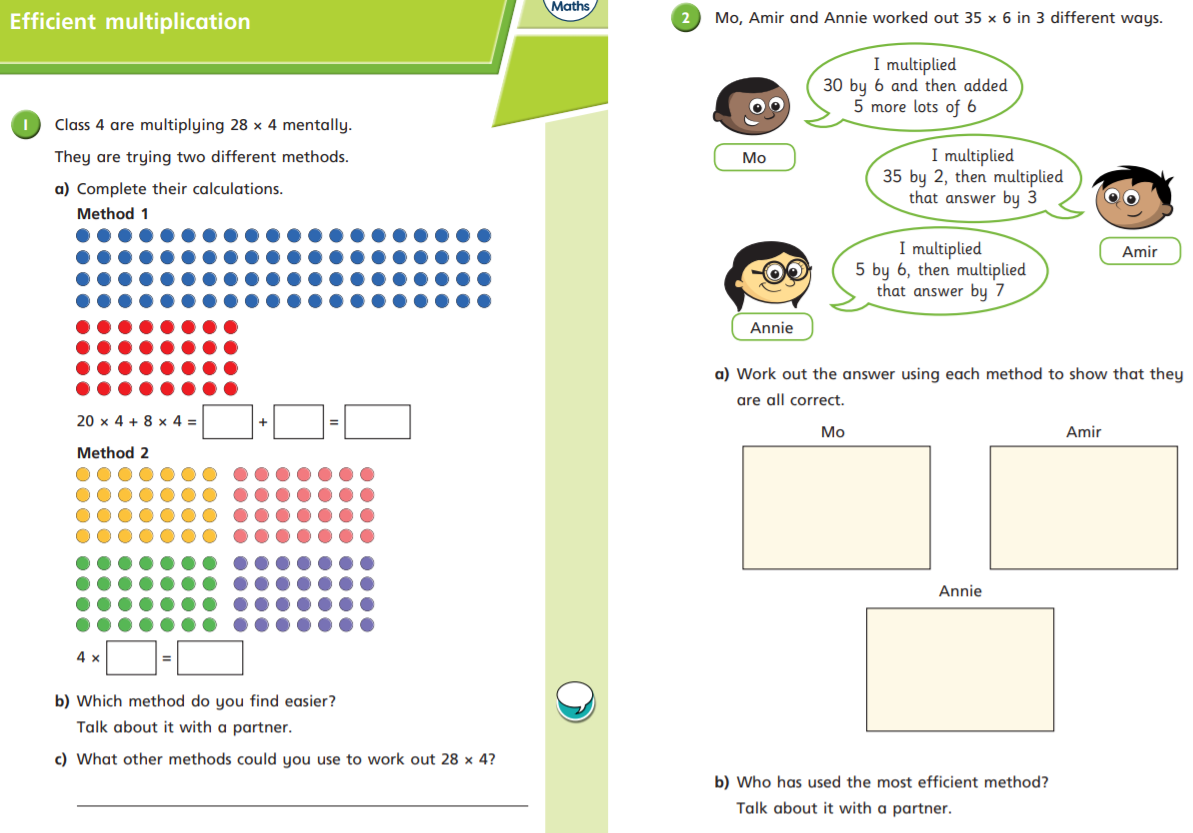 Efficient multiplication
Maths
1
Class 4 are multiplying 28 × 4 mentally.
They are trying two different methods.
a) Complete their calculations.
Method 1
20 × 4 + 8 × 4 = + =
Method 2
4 × =
b) Which method do you find easier?
Talk about it with a partner.
c) What other methods could you use to work out 28 × 4?
2
Mo, Amir and Annie worked out 35 × 6 in 3 different ways.
I multiplied
30 by 6 and then added
5 more lots of 6
Mo
I multiplied
35 by 2, then multiplied
that answer by 3
Amir
I multiplied
5 by 6, then multiplied
that answer by 7
Annie
a) Work out the answer using each method to show that they
are all correct.
Mo
Amir
Annie
b) Who has used the most efficient method?
Talk about it with a partner.